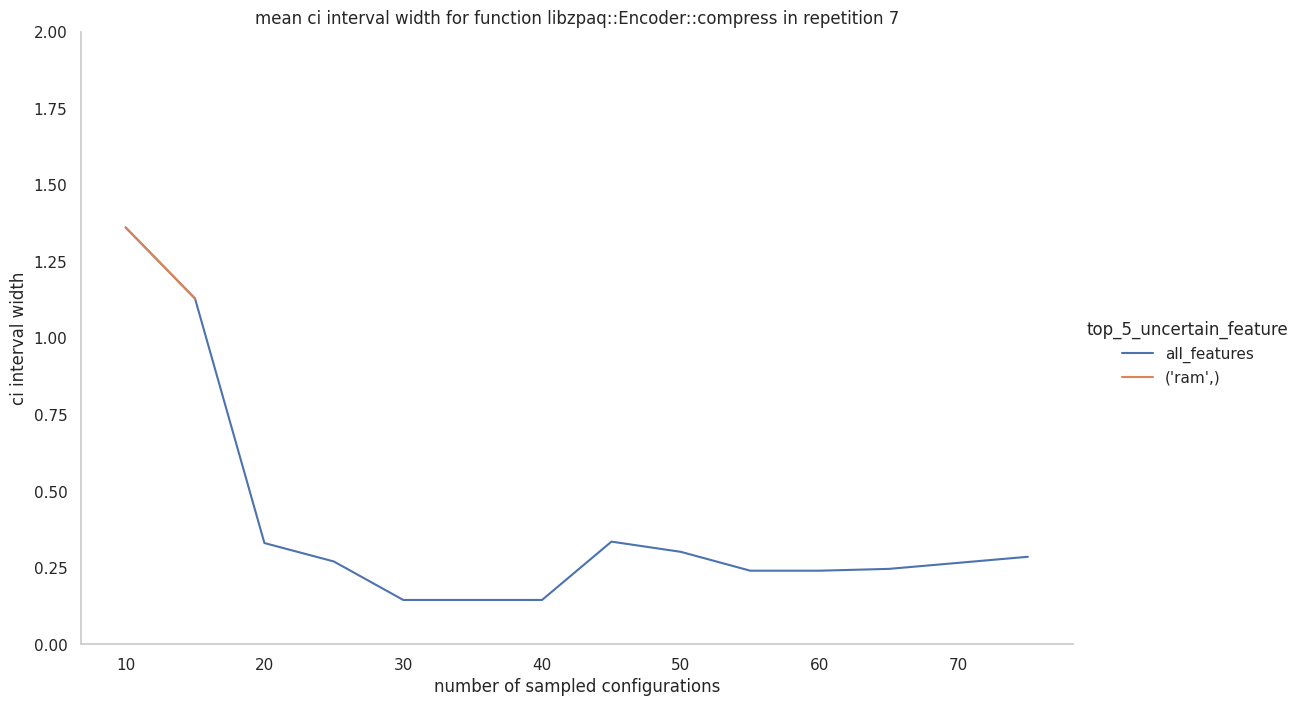 mean ci interval width for function libzpaq::Encoder::compress in repetition 7
2.00
1.75
1.50
1.25
1.00
0.75
0.50
0.25
0.00
ci interval width
10 20 30 40 50 60 70
number of sampled configurations
top_5_uncertain_feature
all_features
('ram',)